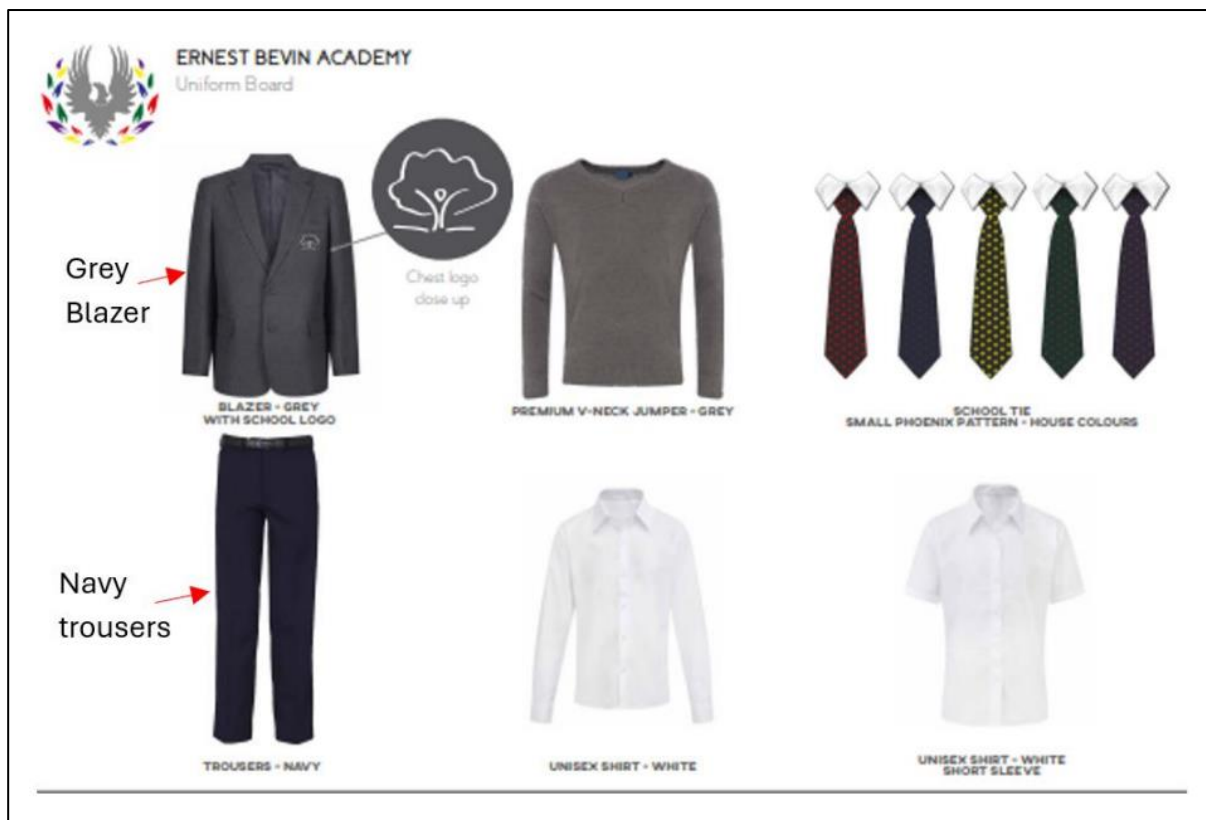 ERNEST BEVIN ACADEMY
Uniform Board
Grey
Blazer
Chest logo
close up
BLAZER - GREY
WITH SCHOOL LOGO
PREMIUM V-NECK JUMPER - GREY
SCHOOL TIE
SMALL PHOENIX PATTERN - HOUSE COLOURS
Navy
trousers
TROUSERS - NAVY
UNISEX SHIRT - WHITE
UNISEX SHIRT - WHITE
SHORT SLEEVE